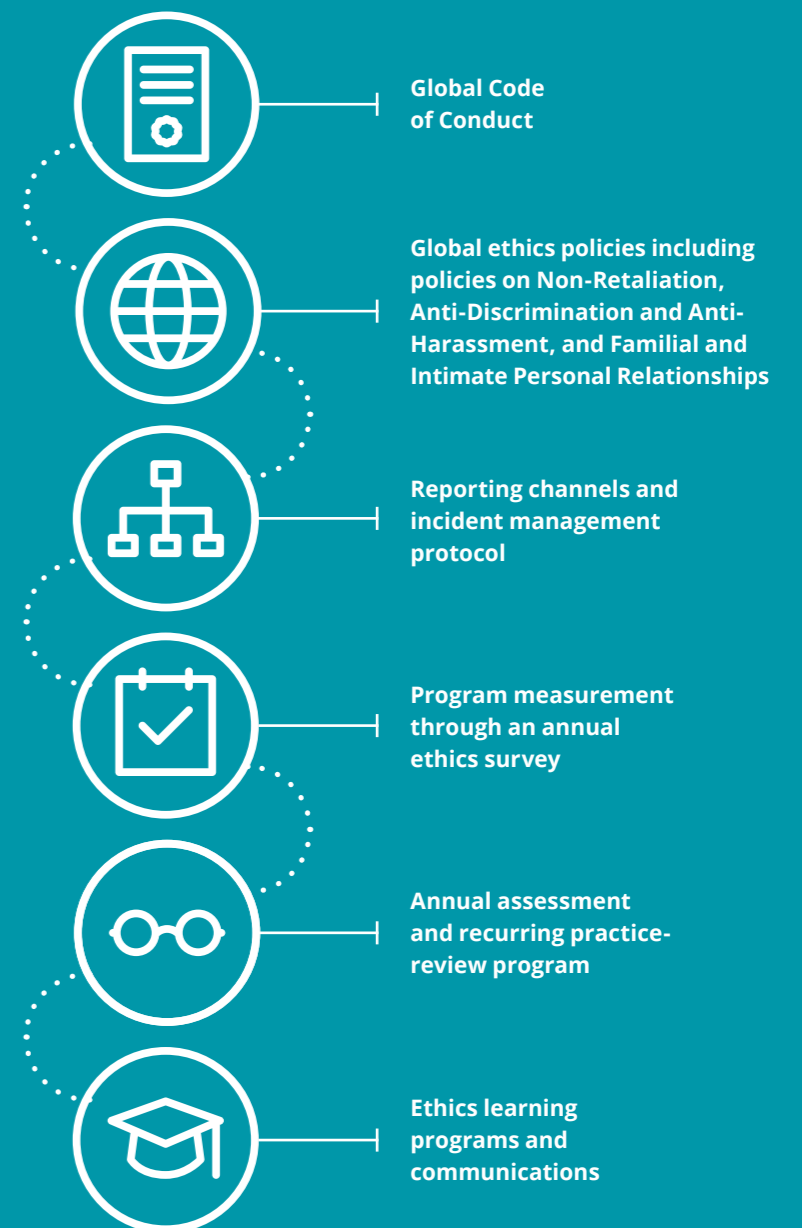 Global Code
of Conduct
Global ethics policies including
policies on Non-Retaliation,
Anti-Discrimination and Anti-
Harassment, and Familial and
Intimate Personal Relationships
Reporting channels and
incident management
protocol
Program measurement
through an annual
ethics survey
Annual assessment
and recurring practice-
review program
Ethics learning
programs and
communications